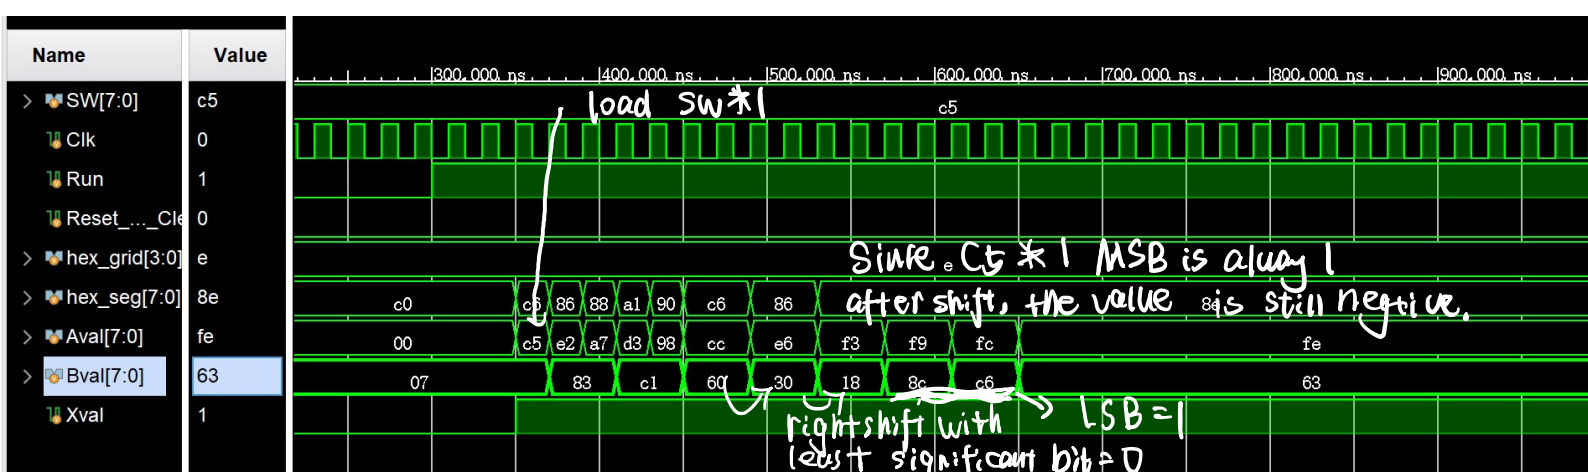 Name Value
300.000 ns 400.000 ns 500.000 ns 600.000 ns 700.000 ns 800.000 ns 900.000 ns
SW[7:0] c5 c5
load SW*1
Clk 0
Run 1
Reset_..._Cle 0
hex_grid[3:0] e e
Since C5 * 1 MSB is alway 1
hex_seg[7:0] 8e c0 c6 86 88 a1 90 c6 86 8e
after shift, the value is still negtive.
Aval[7:0] fe 00 c5 e2 a7 d3 98 cc e6 f3 f9 fc fe
Bval[7:0] 63 07 83 c1 60 30 18 8c c6 63
Xval 1
LSB=1
right shift with
least significant bit=0